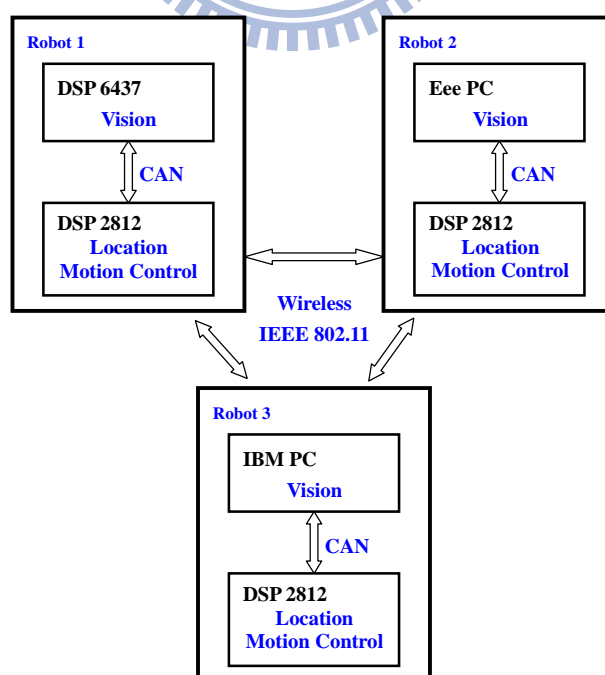 Robot 1
DSP 6437
Vision
CAN
DSP 2812
Location
Motion Control
Robot 2
Eee PC
Vision
CAN
DSP 2812
Location
Motion Control
Wireless
IEEE 802.11
Robot 3
IBM PC
Vision
CAN
DSP 2812
Location
Motion Control